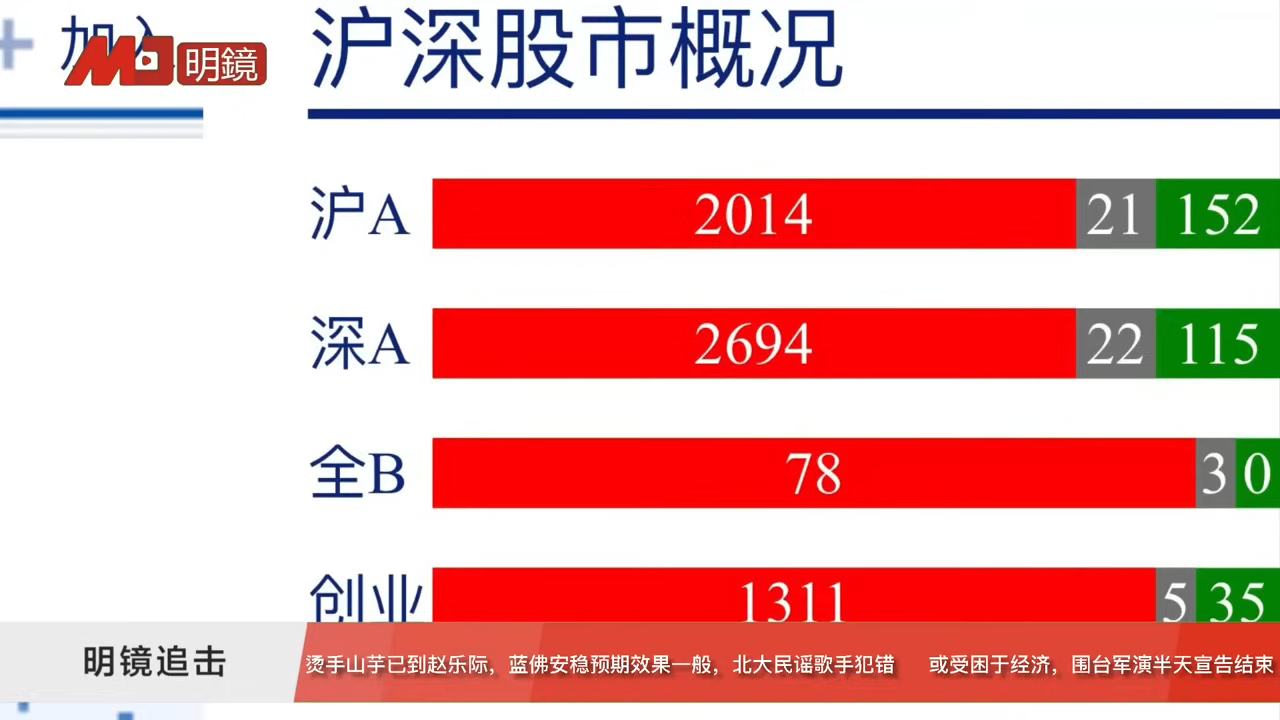 加入
明鏡
沪深股市概况
沪A 2014 21 152
深A 2694 22 115
全B 78 3 0
创业 1311 5 35
明镜追击
烫手山芋已到赵乐际，蓝佛安稳预期效果一般，北大民谣歌手犯错 或受困于经济，围台军演半天宣告结束